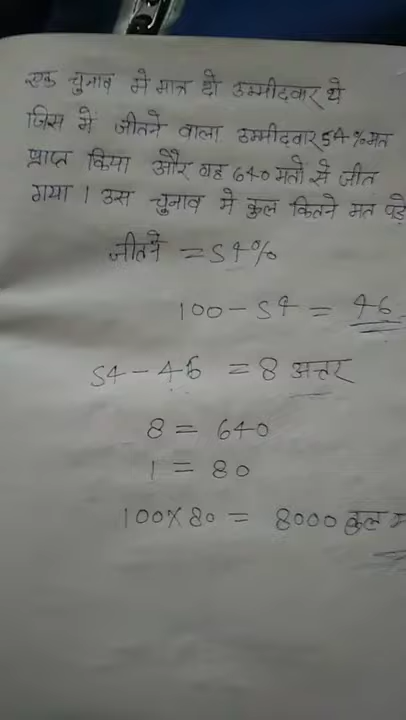 एक चुनाव मे मात्र दो उम्मीदवार थे
जिस मे जीतने वाला उम्मीदवार 54% मत
प्राप्त किया और वह 640 मतो से जीत
गया । उस चुनाव मे कुल कितने मत पड़े
जीतने = 54%
100 - 54 = 46
54 - 46 = 8 अन्तर
8 = 640
1 = 80
100 × 80 = 8000 कुल